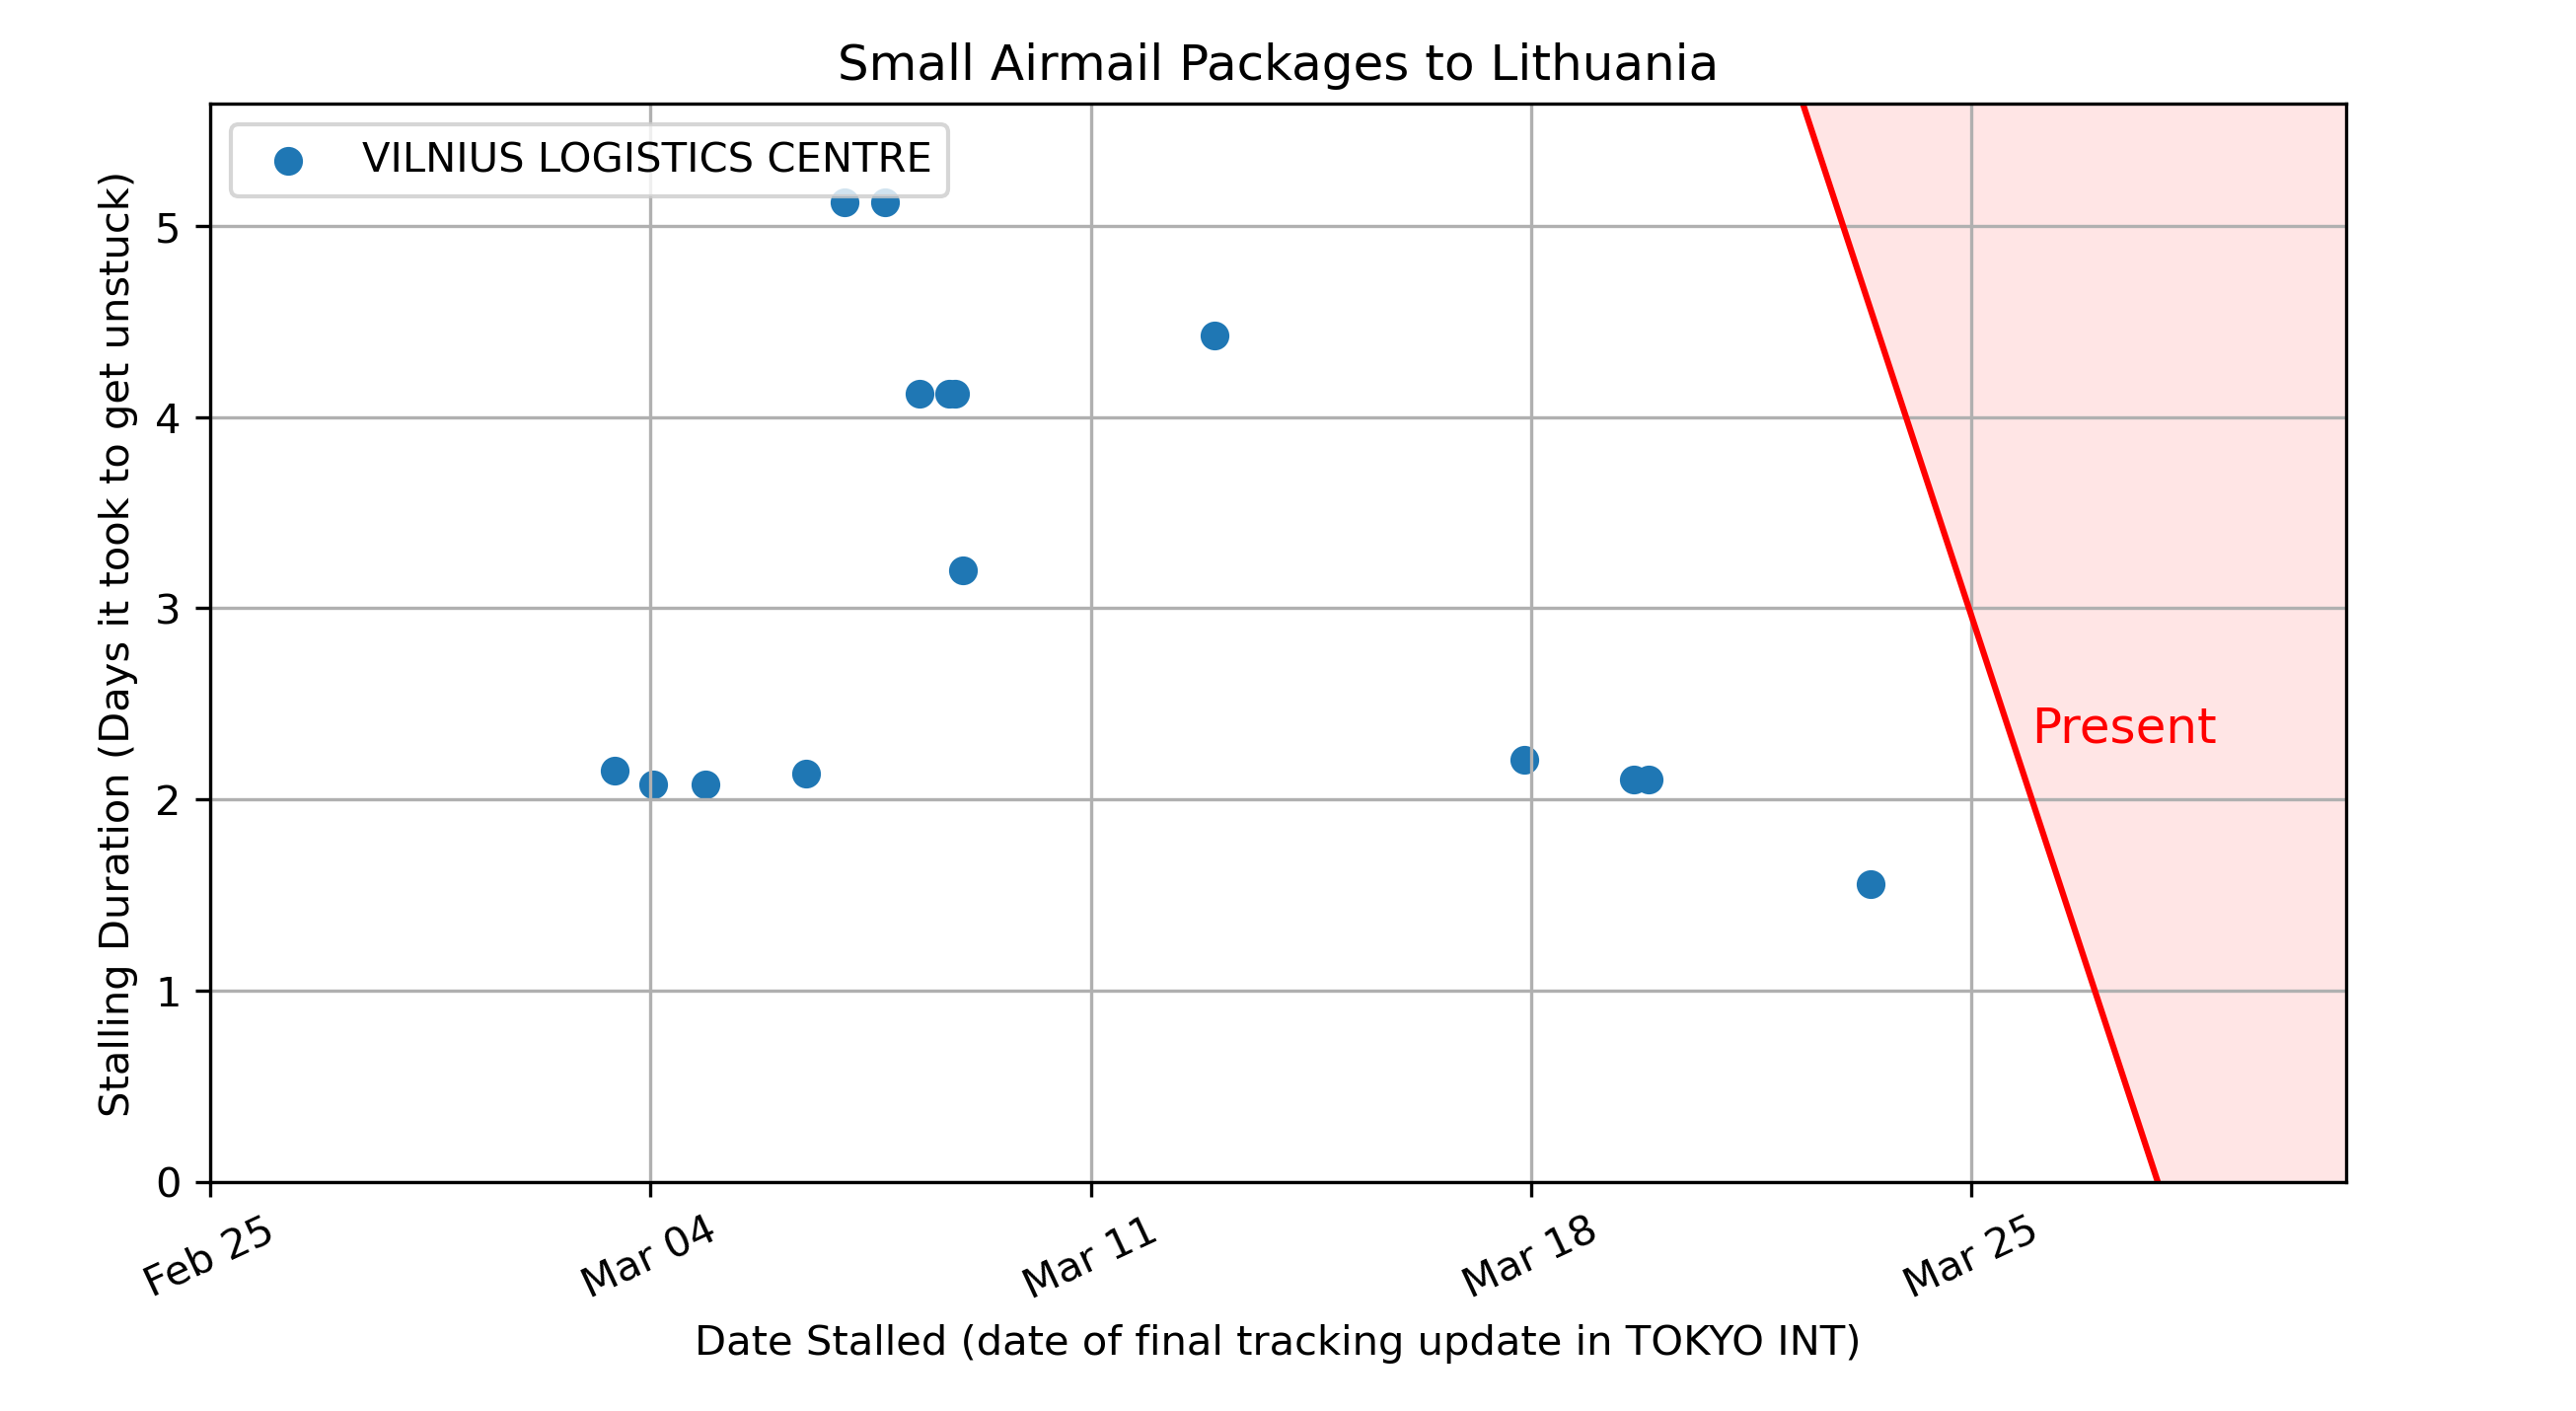 Small Airmail Packages to Lithuania
VILNIUS LOGISTICS CENTRE
Stalling Duration (Days it took to get unstuck)
5
4
3
2
1
0
Present
Feb 25
Mar 04
Mar 11
Mar 18
Mar 25
Date Stalled (date of final tracking update in TOKYO INT)